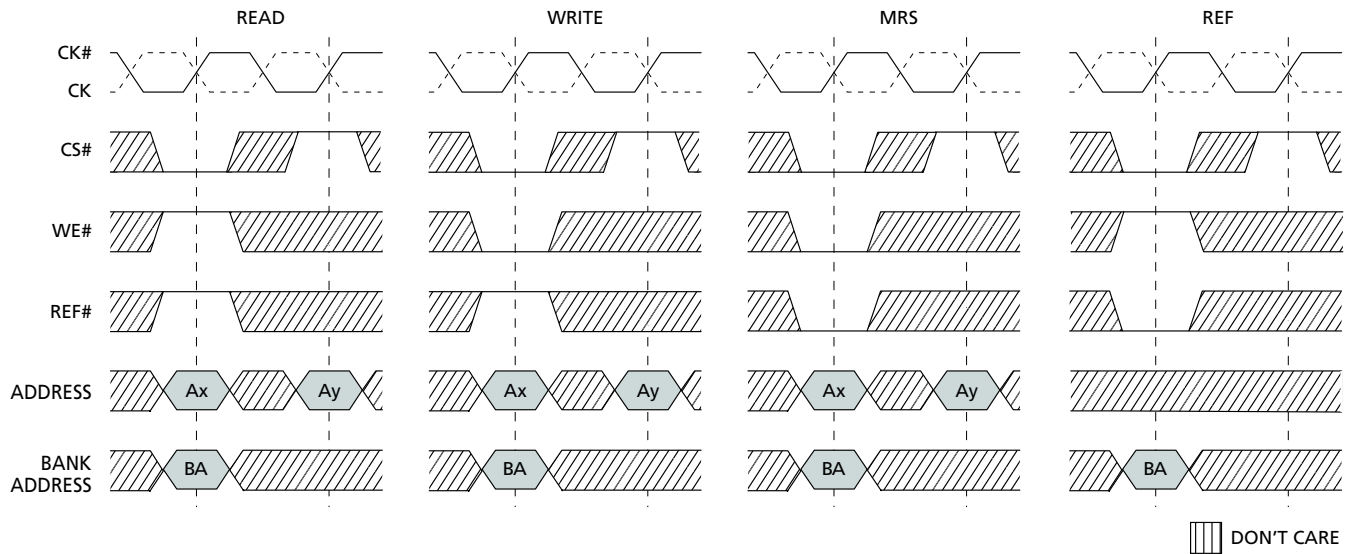 READ WRITE MRS REF
CK#
CK
CS#
WE#
REF#
ADDRESS Ax Ay Ax Ay Ax Ay
BANK
ADDRESS BA BA BA BA
DON'T CARE